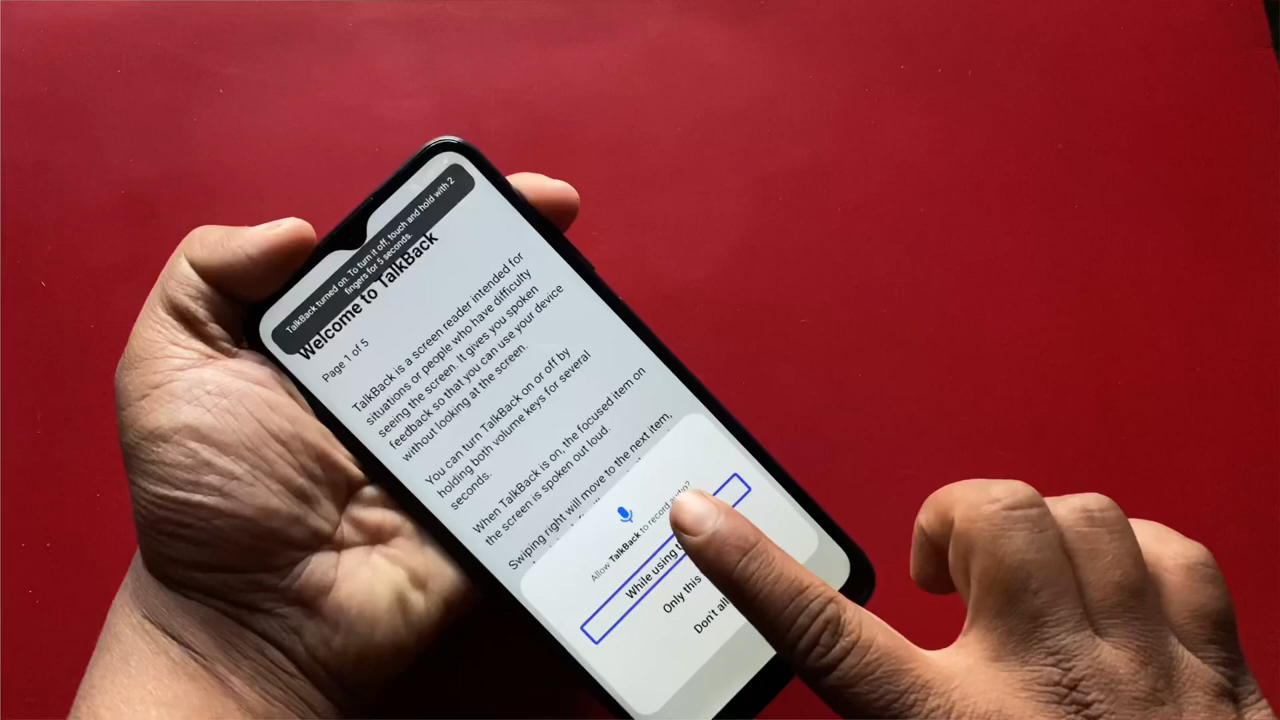 TalkBack turned on. To turn it off, touch and hold with 2
fingers for 5 seconds.
Welcome to TalkBack
Page 1 of 5
TalkBack is a screen reader intended for
situations or people who have difficulty
seeing the screen. It gives you spoken
feedback so that you can use your device
without looking at the screen.
You can turn TalkBack on or off by
holding both volume keys for several
seconds.
When TalkBack is on, the focused item on
the screen is spoken out loud.
Swiping right will move to the next item,
Allow TalkBack to record audio?
While using
Only this
Don't